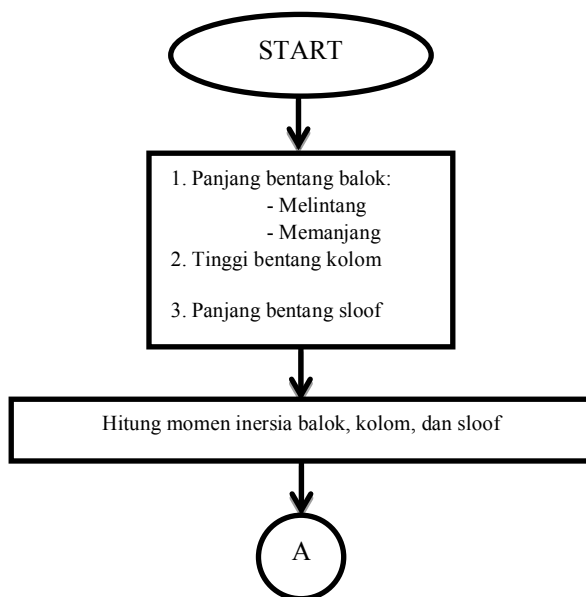 START
1. Panjang bentang balok:
- Melintang
- Memanjang
2. Tinggi bentang kolom
3. Panjang bentang sloof
Hitung momen inersia balok, kolom, dan sloof
A